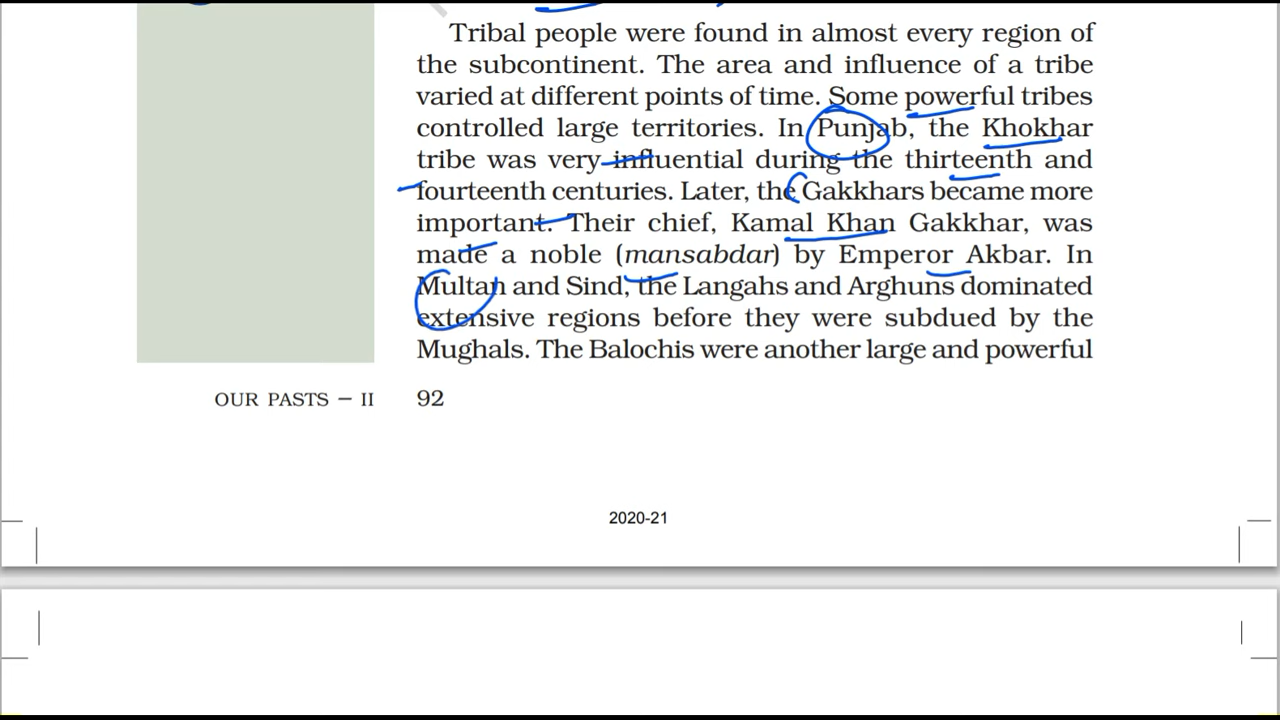 Tribal people were found in almost every region of
the subcontinent. The area and influence of a tribe
varied at different points of time. Some powerful tribes
controlled large territories. In Punjab, the Khokhar
tribe was very influential during the thirteenth and
fourteenth centuries. Later, the Gakkhars became more
important. Their chief, Kamal Khan Gakkhar, was
made a noble (mansabdar) by Emperor Akbar. In
Multan and Sind, the Langahs and Arghuns dominated
extensive regions before they were subdued by the
Mughals. The Balochis were another large and powerful
OUR PASTS – II 92
2020-21